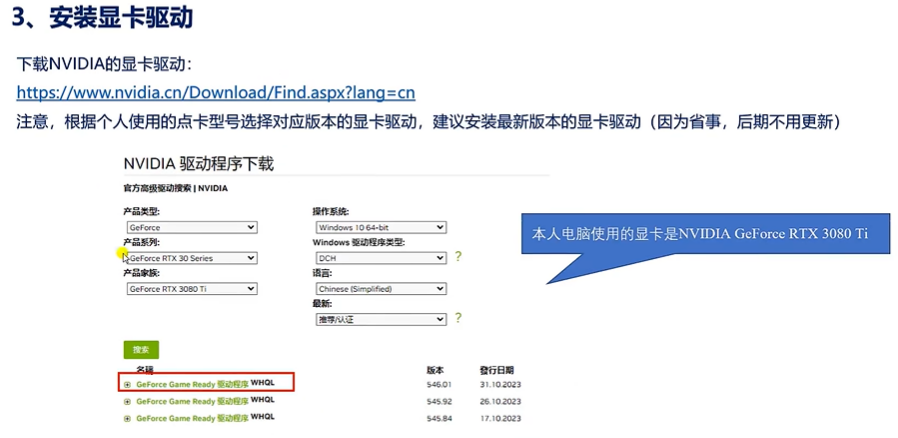 3、安装显卡驱动
下载NVIDIA的显卡驱动：
https://www.nvidia.cn/Download/Find.aspx?lang=cn
注意，根据个人使用的点卡型号选择对应版本的显卡驱动，建议安装最新版本的显卡驱动（因为省事，后期不用更新）
NVIDIA 驱动程序下载
官方高级驱动搜索 | NVIDIA
产品类型:
GeForce
产品系列:
GeForce RTX 30 Series
产品家族:
GeForce RTX 3080 Ti
操作系统:
Windows 10 64-bit
Windows 驱动程序类型:
DCH
?
语言:
Chinese (Simplified)
最新:
推荐/认证
?
本人电脑使用的显卡是NVIDIA GeForce RTX 3080 Ti
搜索
名稱 版本 發行日期
GeForce Game Ready 驱动程序 WHQL 546.01 31.10.2023
GeForce Game Ready 驱动程序 WHQL 545.92 26.10.2023
GeForce Game Ready 驱动程序 WHQL 545.84 17.10.2023